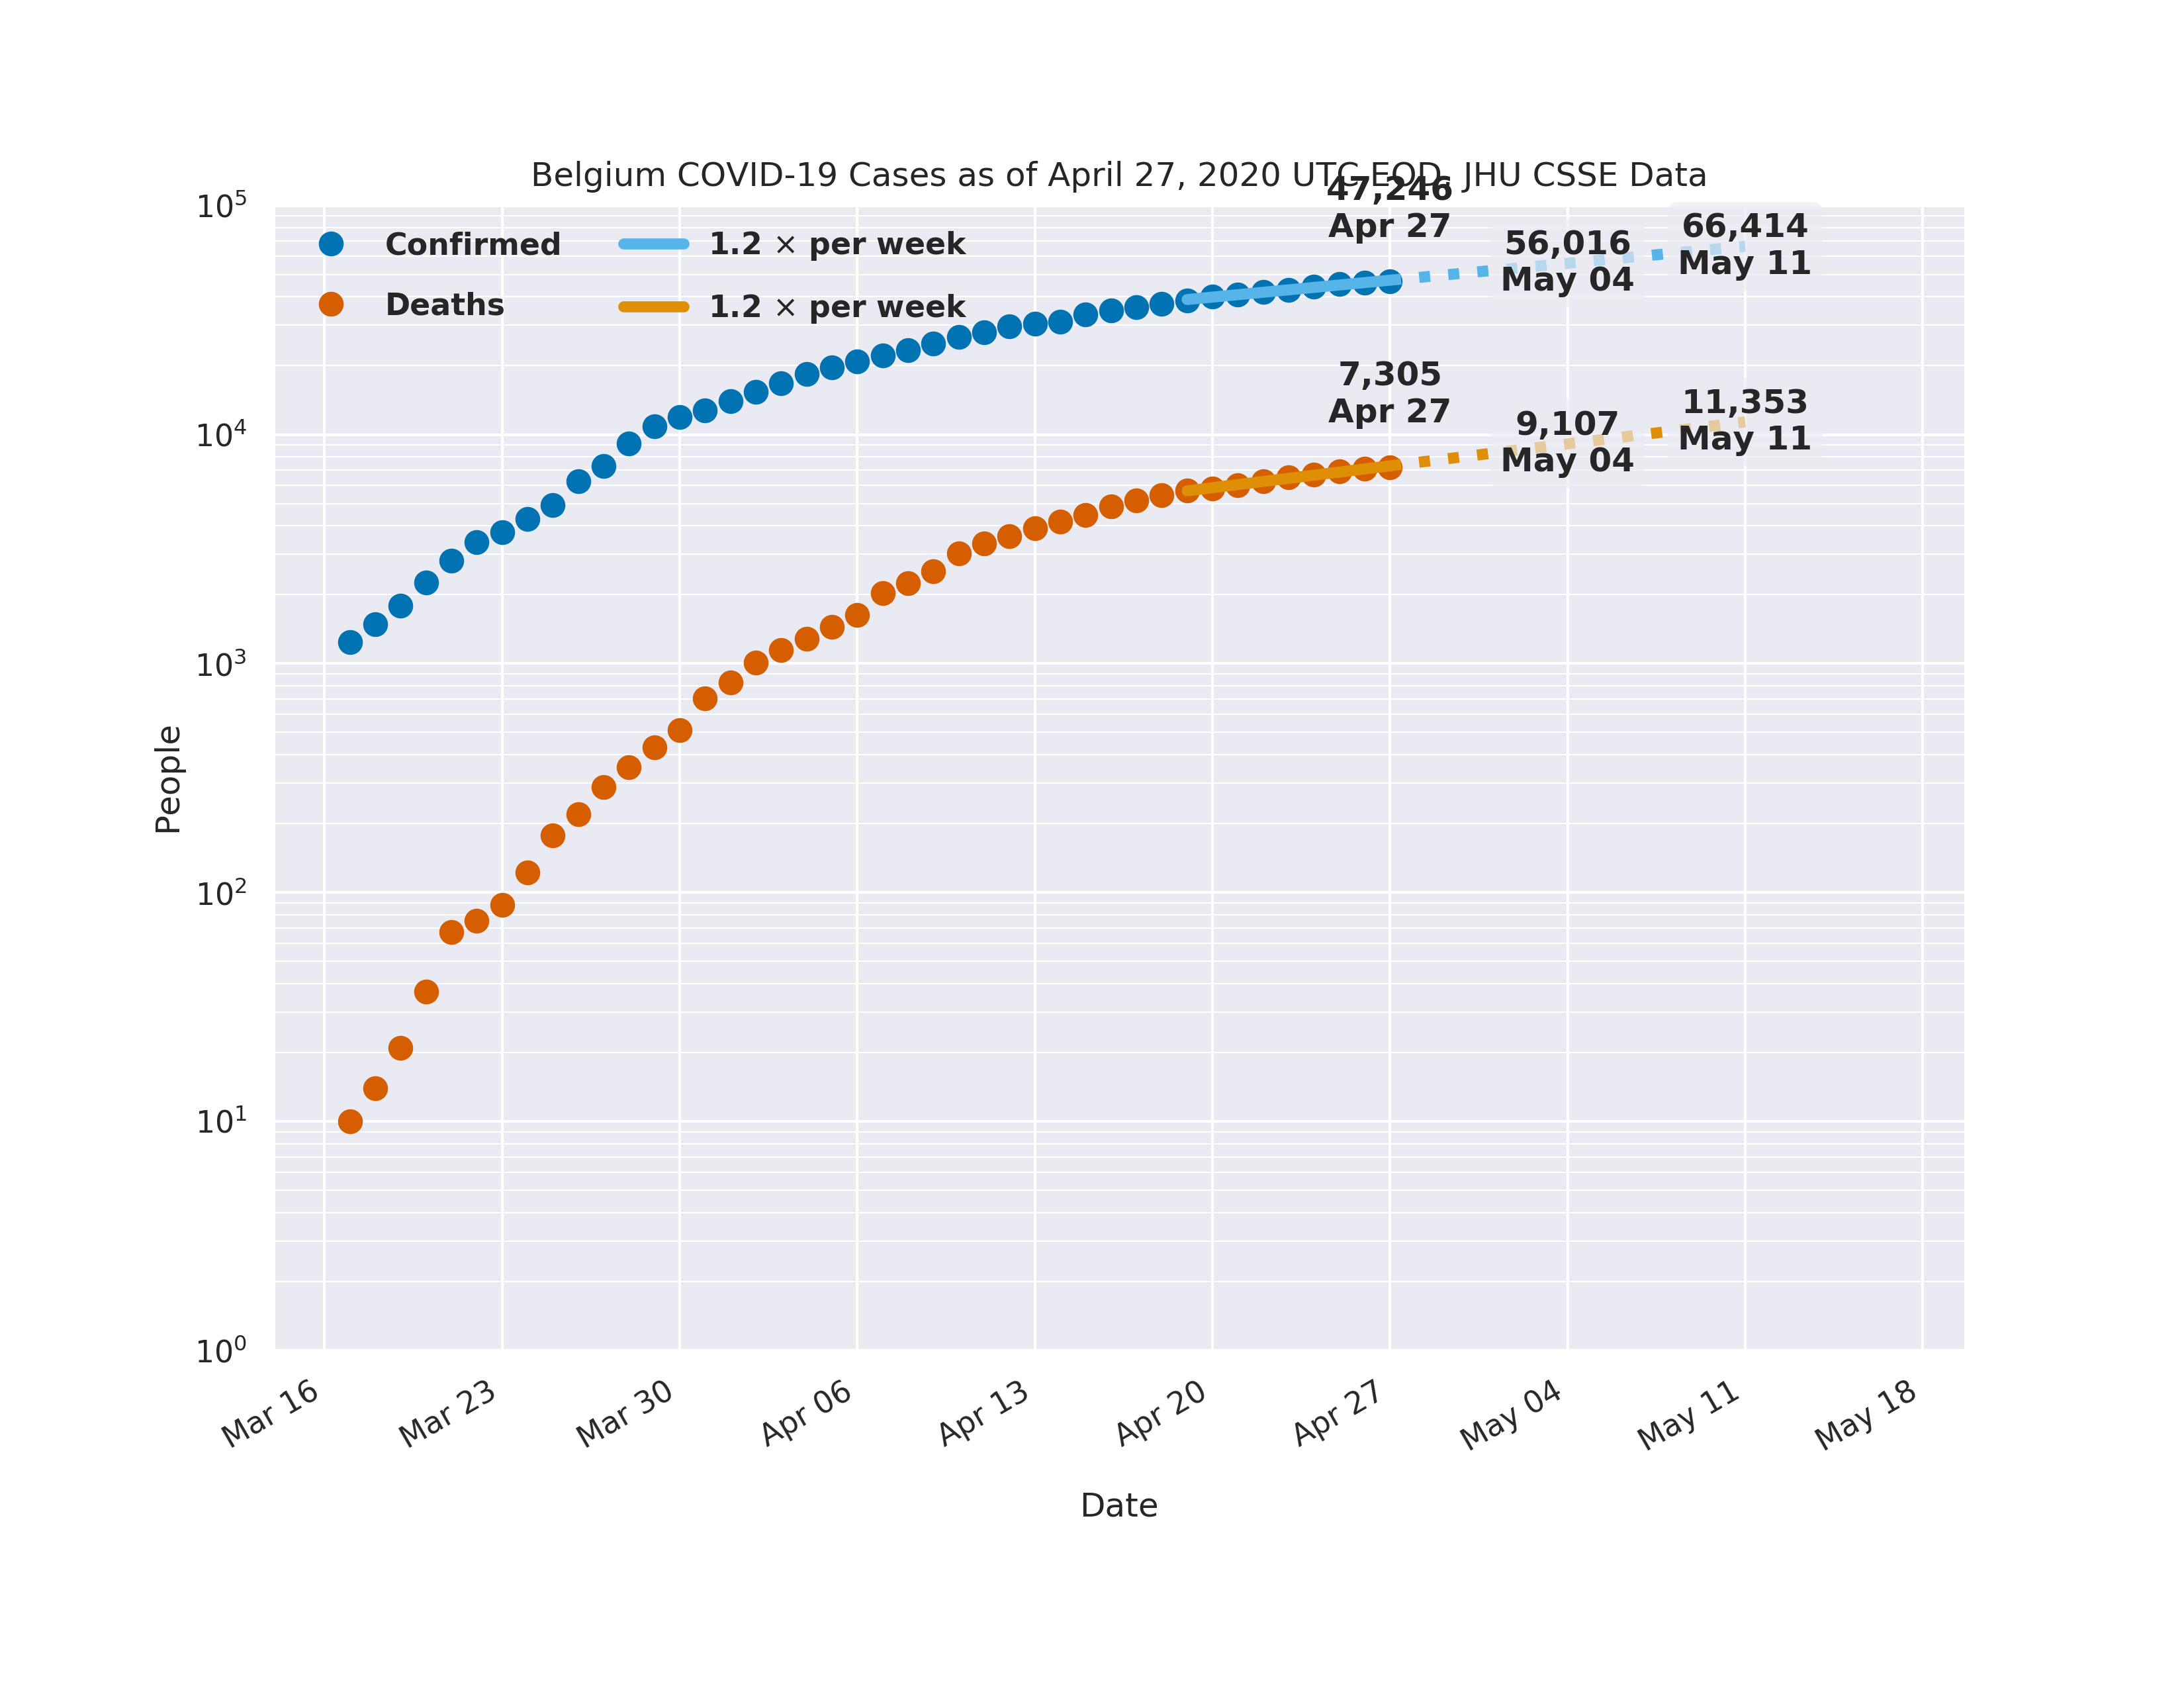 Belgium COVID-19 Cases as of April 27, 2020 UTC EOD, JHU CSSE Data
Confirmed
Deaths
1.2 × per week
1.2 × per week
47,246
Apr 27
56,016
May 04
66,414
May 11
7,305
Apr 27
9,107
May 04
11,353
May 11
People
10⁵
10⁴
10³
10²
10¹
10⁰
Mar 16
Mar 23
Mar 30
Apr 06
Apr 13
Apr 20
Apr 27
May 04
May 11
May 18
Date